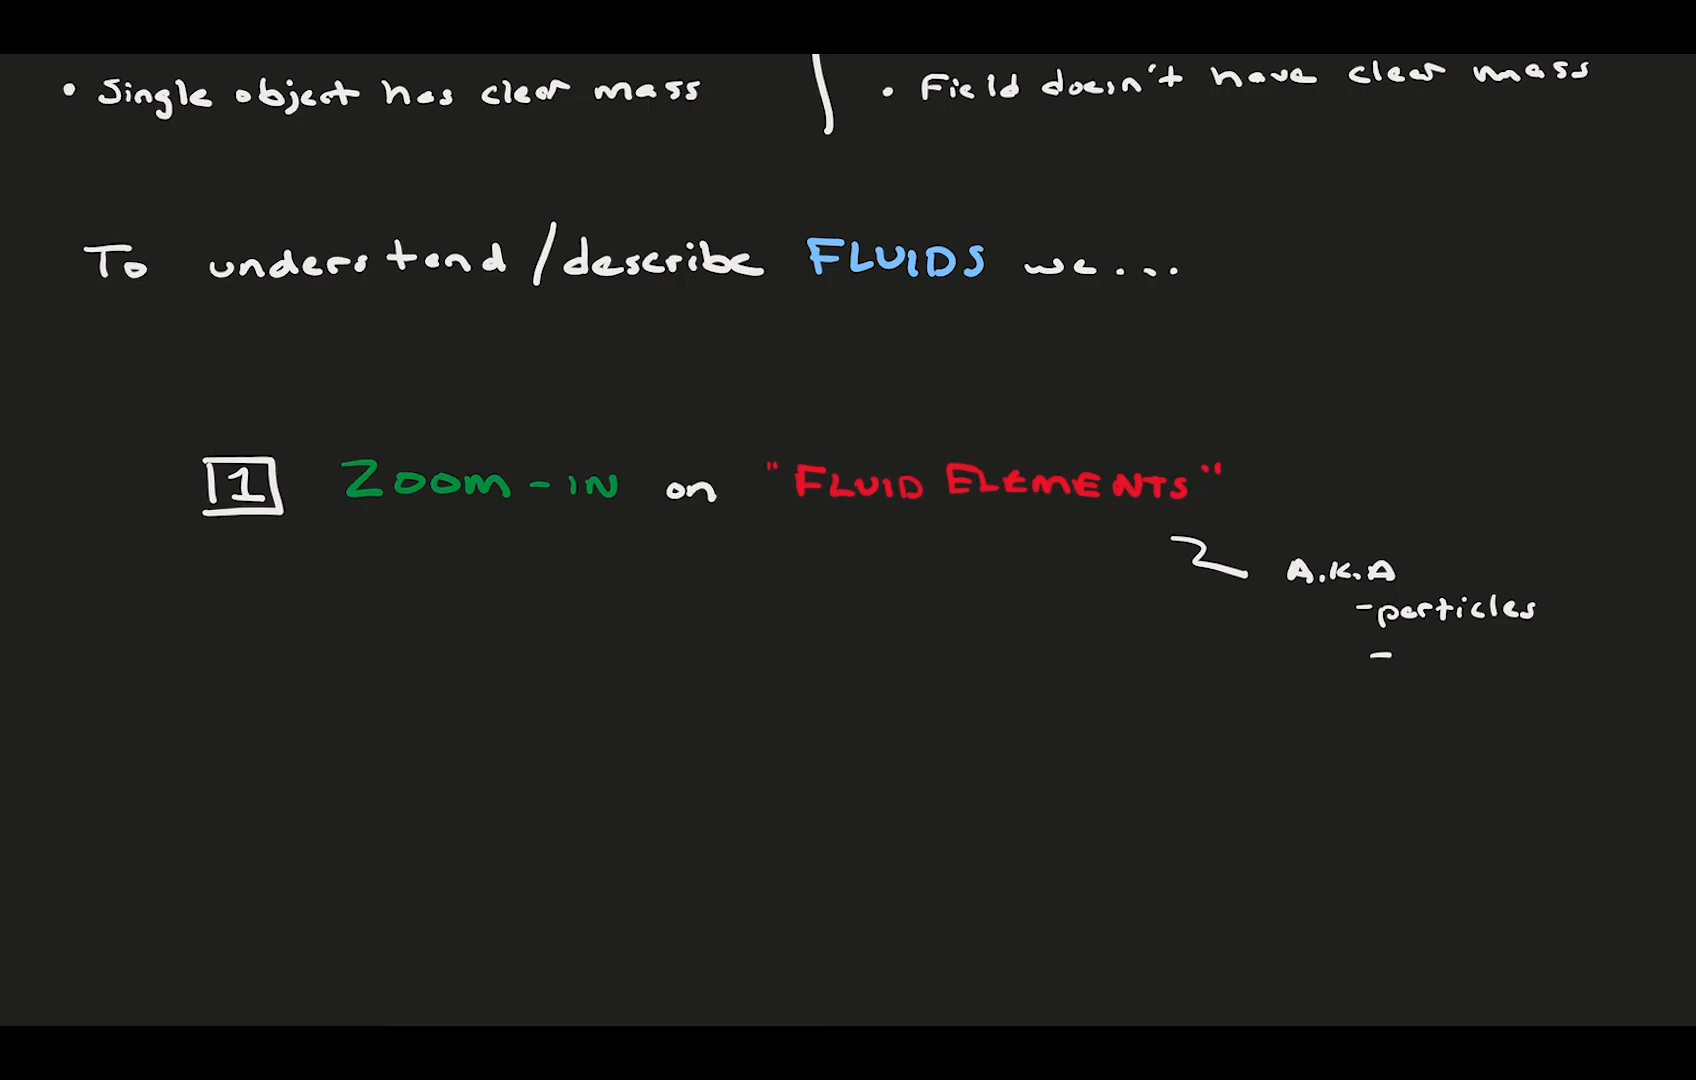 • Single object has clear mass
• Field doesn't have clear mass
To understand/describe FLUIDS we...
1 ZOOM-IN on "FLUID ELEMENTS"
A.K.A
- particles
-